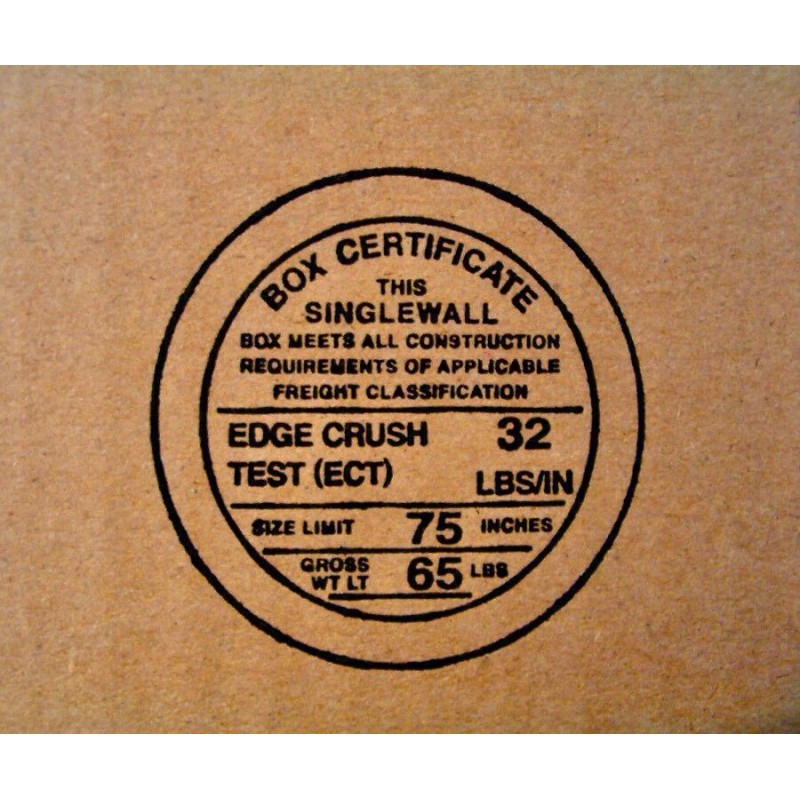 BOX CERTIFICATE
THIS
SINGLEWALL
BOX MEETS ALL CONSTRUCTION
REQUIREMENTS OF APPLICABLE
FREIGHT CLASSIFICATION
EDGE CRUSH 32
TEST (ECT) LBS/IN
SIZE LIMIT 75 INCHES
GROSS
WT LT 65 LBS